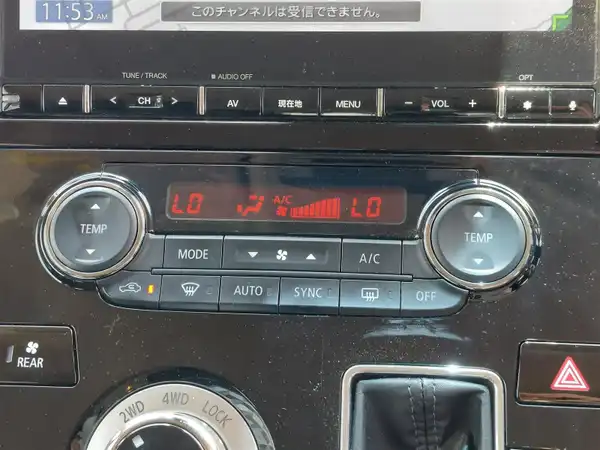 11:53 AM
このチャンネルは受信できません。
TUNE / TRACK
AUDIO OFF
OPT
< CH >
AV
現在地
MENU
− VOL +
LO A/C LO
TEMP
TEMP
MODE
A/C
AUTO
SYNC
OFF
REAR
2WD
4WD
LOCK